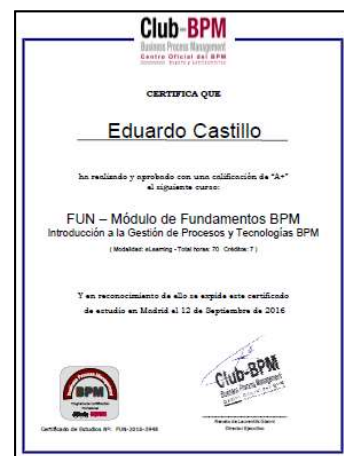 Club-BPM
Business Process Management
Centro Oficial del BPM
CERTIFICA QUE
Eduardo Castillo
ha realizado y aprobado con una calificación de "A+"
el siguiente curso:
FUN – Módulo de Fundamentos BPM
Introducción a la Gestión de Procesos y Tecnologías BPM
( Modalidad: eLearning - Total horas: 70 Créditos: 7 )
Y en reconocimiento de ello se expide este certificado
de estudio en Madrid el 12 de Septiembre de 2016
BPM
Club-BPM
Business Process Management
Director Ejecutivo
Certificado de Estudios Nº: